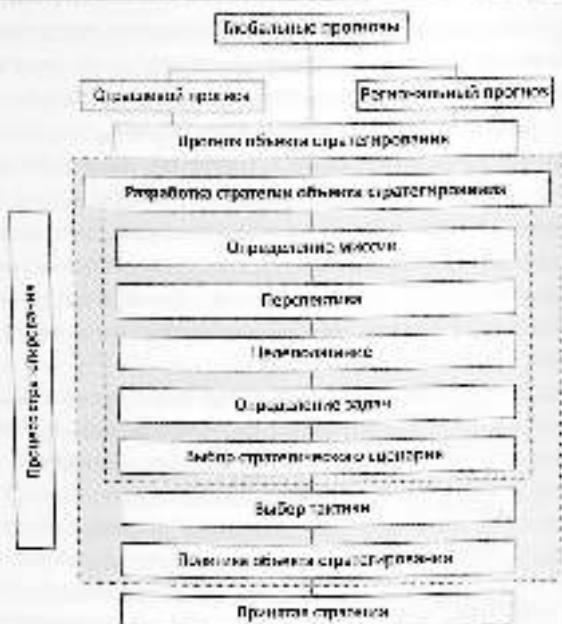 Глобальные прогнозы
Отраслевой прогноз
Региональный прогноз
Прогноз объекта стратегирования
Разработка стратегии объекта стратегирования
Процесс стратегирования
Определение миссии
Перспектива
Целеполагание
Определение задач
Выбор стратегического сценария
Выбор тактики
Политика объекта стратегирования
Принятая стратегия